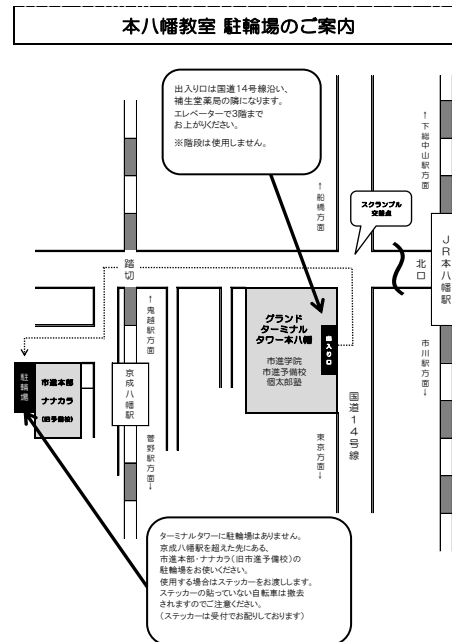 本八幡教室 駐輪場のご案内
出入り口は国道14号線沿い、
補生堂薬局の隣になります。
エレベーターで3階まで
お上がりください。
※階段は使用しません。
↑船橋方面
スクランブル
交差点
↑下総中山駅方面
JR本八幡駅
北口
市川駅方面↓
踏切
↑鬼越駅方面
京成八幡駅
菅野駅方面↓
グランド
ターミナル
タワー本八幡
市進学院
市進予備校
個太郎塾
出入り口
国道14号線
東京方面↓
駐輪場
市進本部
ナナカラ
(旧予備校)
ターミナルタワーに駐輪場はありません。
京成八幡駅を超えた先にある、
市進本部・ナナカラ(旧市進予備校)の
駐輪場をお使いください。
使用する場合はステッカーをお渡しします。
ステッカーの貼っていない自転車は撤去
されますのでご注意ください。
(ステッカーは受付でお配りしております)